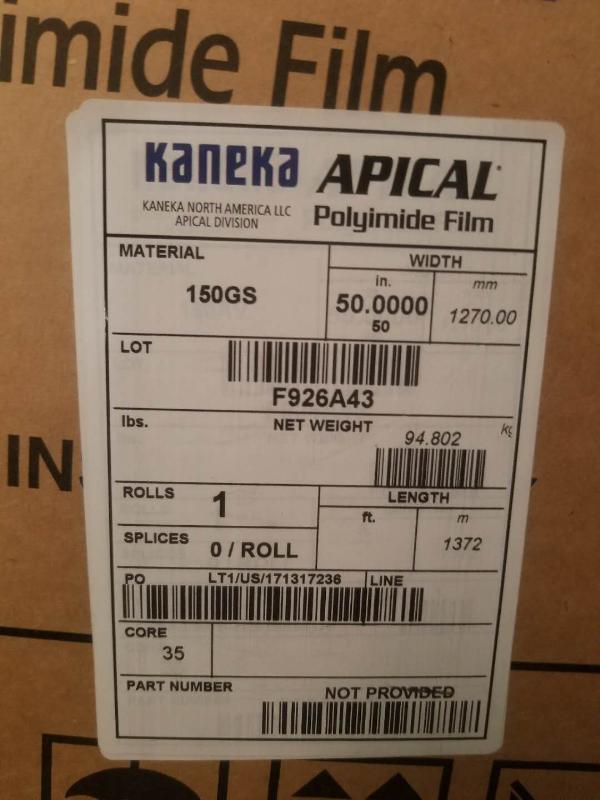 imide Film
Kaneka APICAL
KANEKA NORTH AMERICA LLC
APICAL DIVISION
Polyimide Film
MATERIAL
150GS
WIDTH
in.
50.0000
50
mm
1270.00
LOT
F926A43
lbs.
NET WEIGHT
94.802
kg
IN
ROLLS
1
SPLICES
0 / ROLL
LENGTH
ft.
m
1372
PO
LT1/US/171317236
LINE
CORE
35
PART NUMBER
NOT PROVIDED